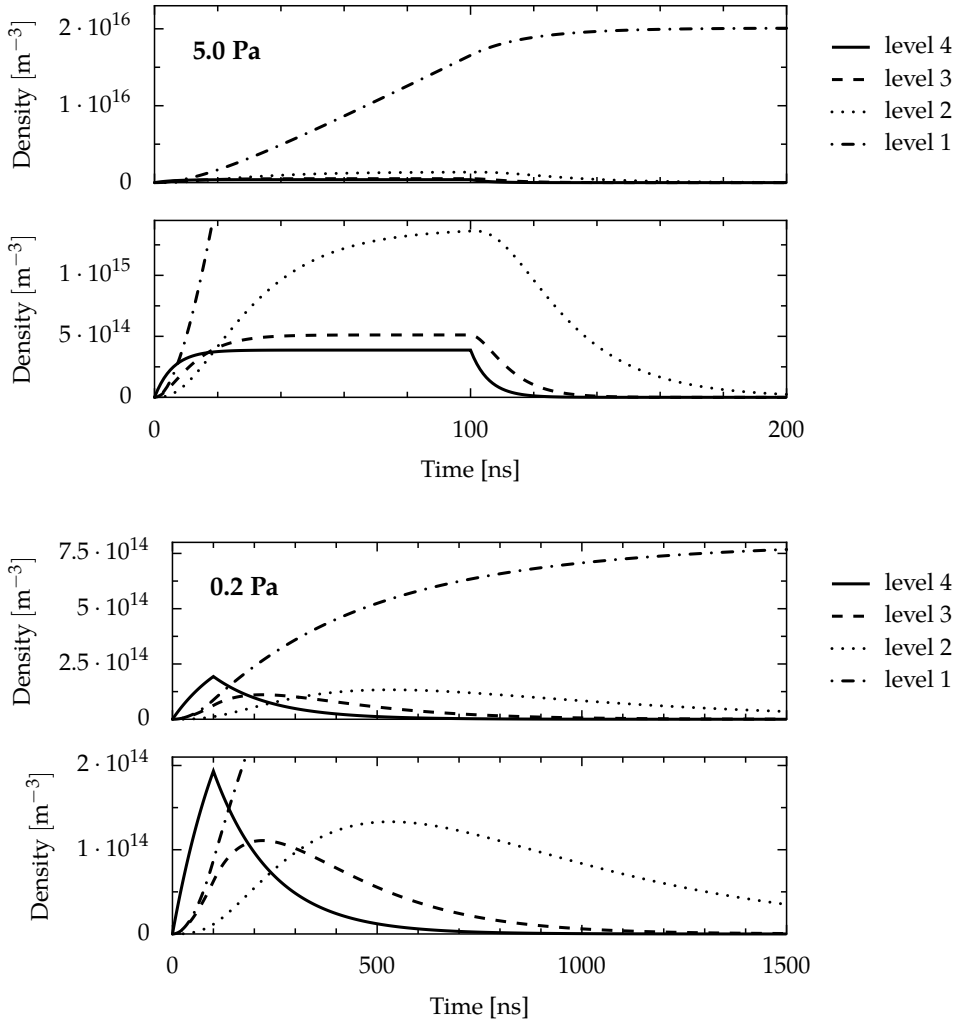 2 · 10^16
5.0 Pa
level 4
level 3
1 · 10^16
level 2
level 1
0
Density [m^−3]
1 · 10^15
5 · 10^14
0
Density [m^−3]
0 100 200
Time [ns]
7.5 · 10^14
0.2 Pa
level 4
5 · 10^14
level 3
2.5 · 10^14
level 2
level 1
0
Density [m^−3]
2 · 10^14
1 · 10^14
0
Density [m^−3]
0 500 1000 1500
Time [ns]